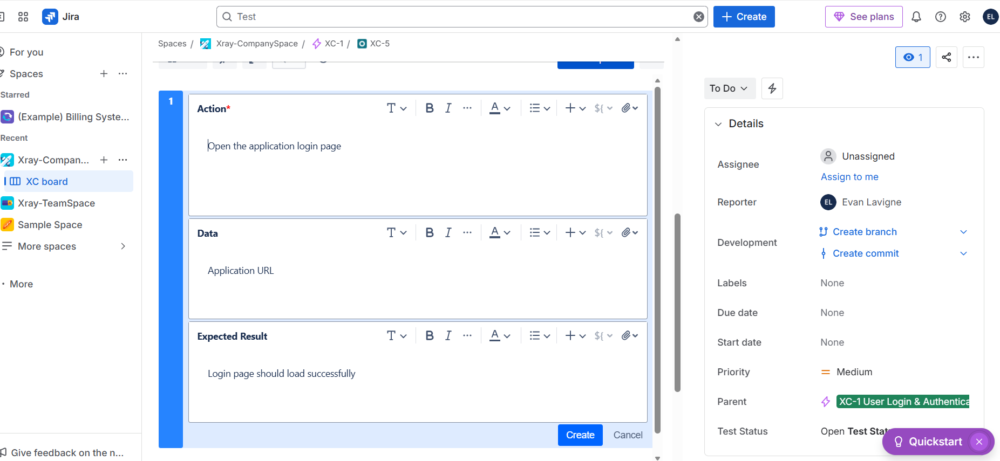 Jira
Test
Create
See plans
EL
For you
Spaces
Starred
(Example) Billing Syste...
Recent
Xray-Compan...
XC board
Xray-TeamSpace
Sample Space
More spaces
More
Give feedback on the n...
Spaces / Xray-CompanySpace / XC-1 / XC-5
1
Action*
Open the application login page
Data
Application URL
Expected Result
Login page should load successfully
Create Cancel
1
To Do
Details
Assignee
Unassigned
Assign to me
Reporter
EL Evan Lavigne
Development
Create branch
Create commit
Labels None
Due date None
Start date None
Priority Medium
Parent XC-1 User Login & Authentica
Test Status Open Test Stat
Quickstart